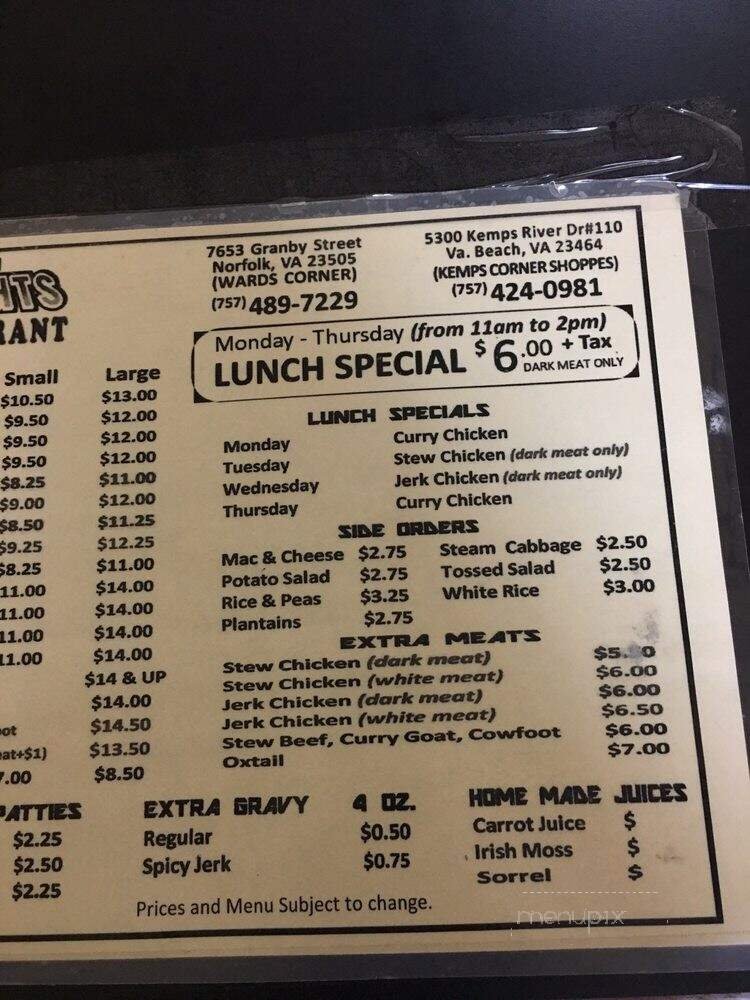 HTS
RANT
7653 Granby Street
Norfolk, VA 23505
(WARDS CORNER)
(757) 489-7229
5300 Kemps River Dr#110
Va. Beach, VA 23464
(KEMPS CORNER SHOPPES)
(757) 424-0981
Monday - Thursday (from 11am to 2pm)
LUNCH SPECIAL $6.00 + Tax
DARK MEAT ONLY
Small Large
$10.50 $13.00
$9.50 $12.00
$9.50 $12.00
$9.50 $12.00
$8.25 $11.00
$9.00 $12.00
$8.50 $11.25
$9.25 $12.25
$8.25 $11.00
11.00 $14.00
11.00 $14.00
11.00 $14.00
11.00 $14.00
$14 & UP
$14.00
oot $14.50
eat+$1) $13.50
7.00 $8.50
LUNCH SPECIALS
Monday Curry Chicken
Tuesday Stew Chicken (dark meat only)
Wednesday Jerk Chicken (dark meat only)
Thursday Curry Chicken
SIDE ORDERS
Mac & Cheese $2.75 Steam Cabbage $2.50
Potato Salad $2.75 Tossed Salad $2.50
Rice & Peas $3.25 White Rice $3.00
Plantains $2.75
EXTRA MEATS
Stew Chicken (dark meat)
Stew Chicken (white meat) $6.00
Jerk Chicken (dark meat) $6.00
Jerk Chicken (white meat) $6.50
Stew Beef, Curry Goat, Cowfoot $6.00
Oxtail $7.00
PATTIES
$2.25
$2.50
$2.25
EXTRA GRAVY 4 OZ.
Regular $0.50
Spicy Jerk $0.75
HOME MADE JUICES
Carrot Juice $
Irish Moss $
Sorrel $
Prices and Menu Subject to change.
menupix